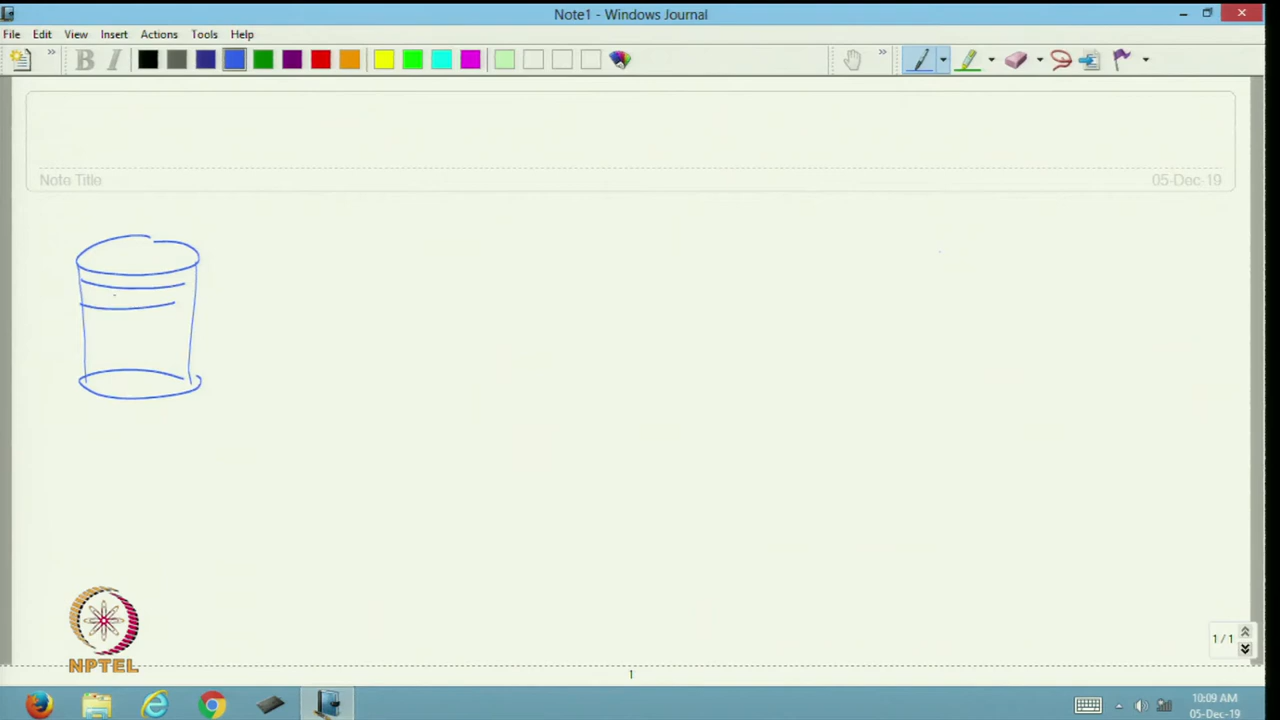 Note1 - Windows Journal
File Edit View Insert Actions Tools Help
B I
Note Title
05-Dec-19
NPTEL
1 / 1
1
10:09 AM
05-Dec-19